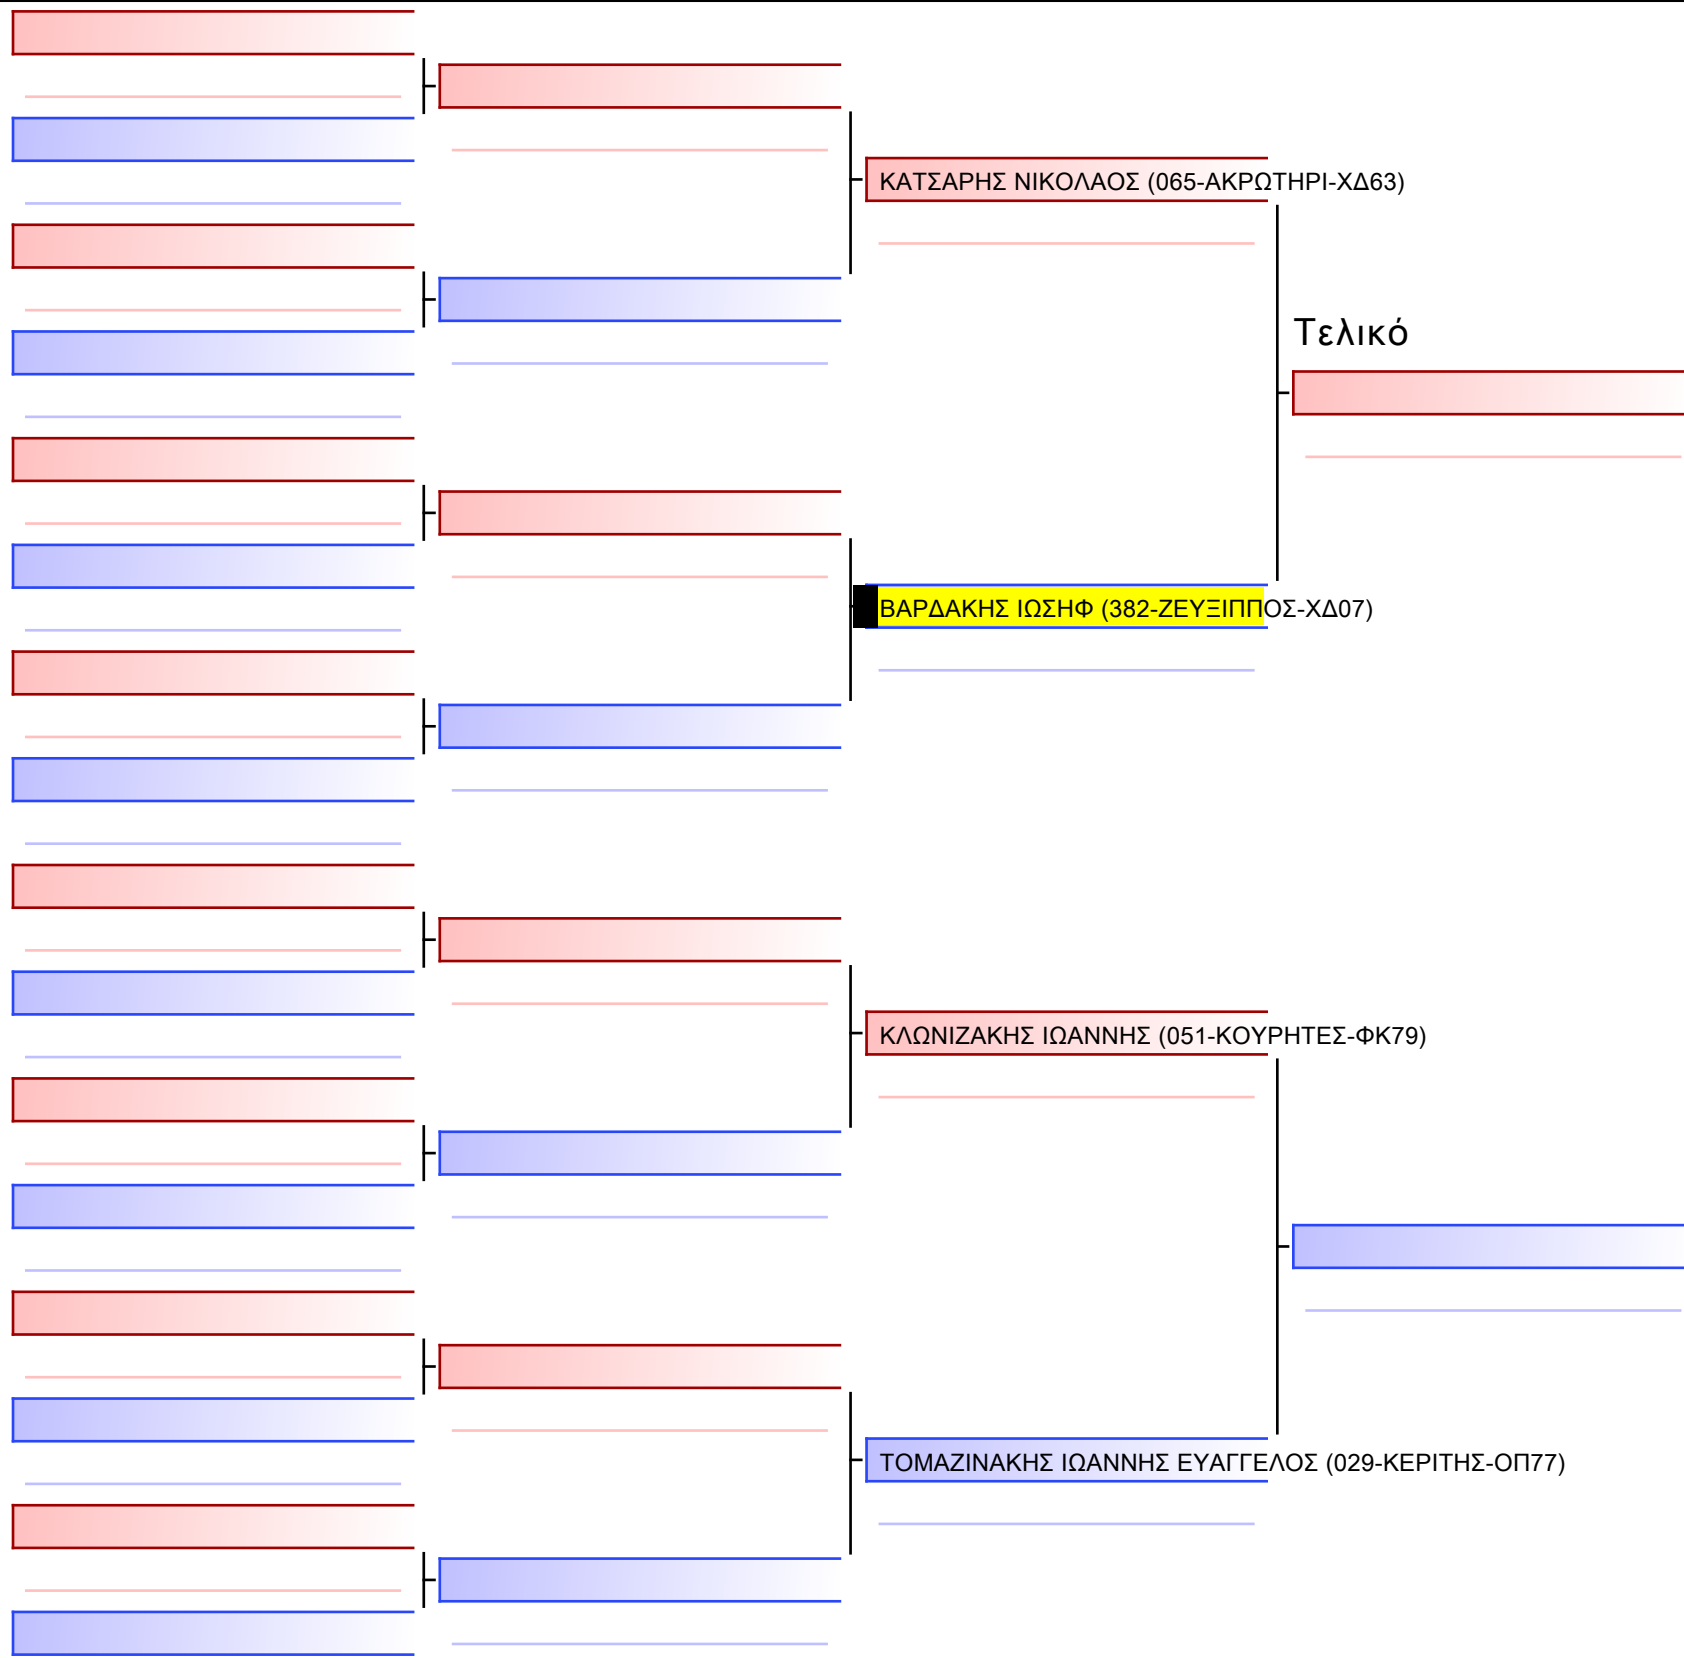 ΚΑΤΣΑΡΗΣ ΝΙΚΟΛΑΟΣ (065-ΑΚΡΩΤΗΡΙ-ΧΔ63)
Τελικό
ΒΑΡΔΑΚΗΣ ΙΩΣΗΦ (382-ΖΕΥΞΙΠΠΟΣ-ΧΔ07)
ΚΛΩΝΙΖΑΚΗΣ ΙΩΑΝΝΗΣ (051-ΚΟΥΡΗΤΕΣ-ΦΚ79)
ΤΟΜΑΖΙΝΑΚΗΣ ΙΩΑΝΝΗΣ ΕΥΑΓΓΕΛΟΣ (029-ΚΕΡΙΤΗΣ-ΟΠ77)